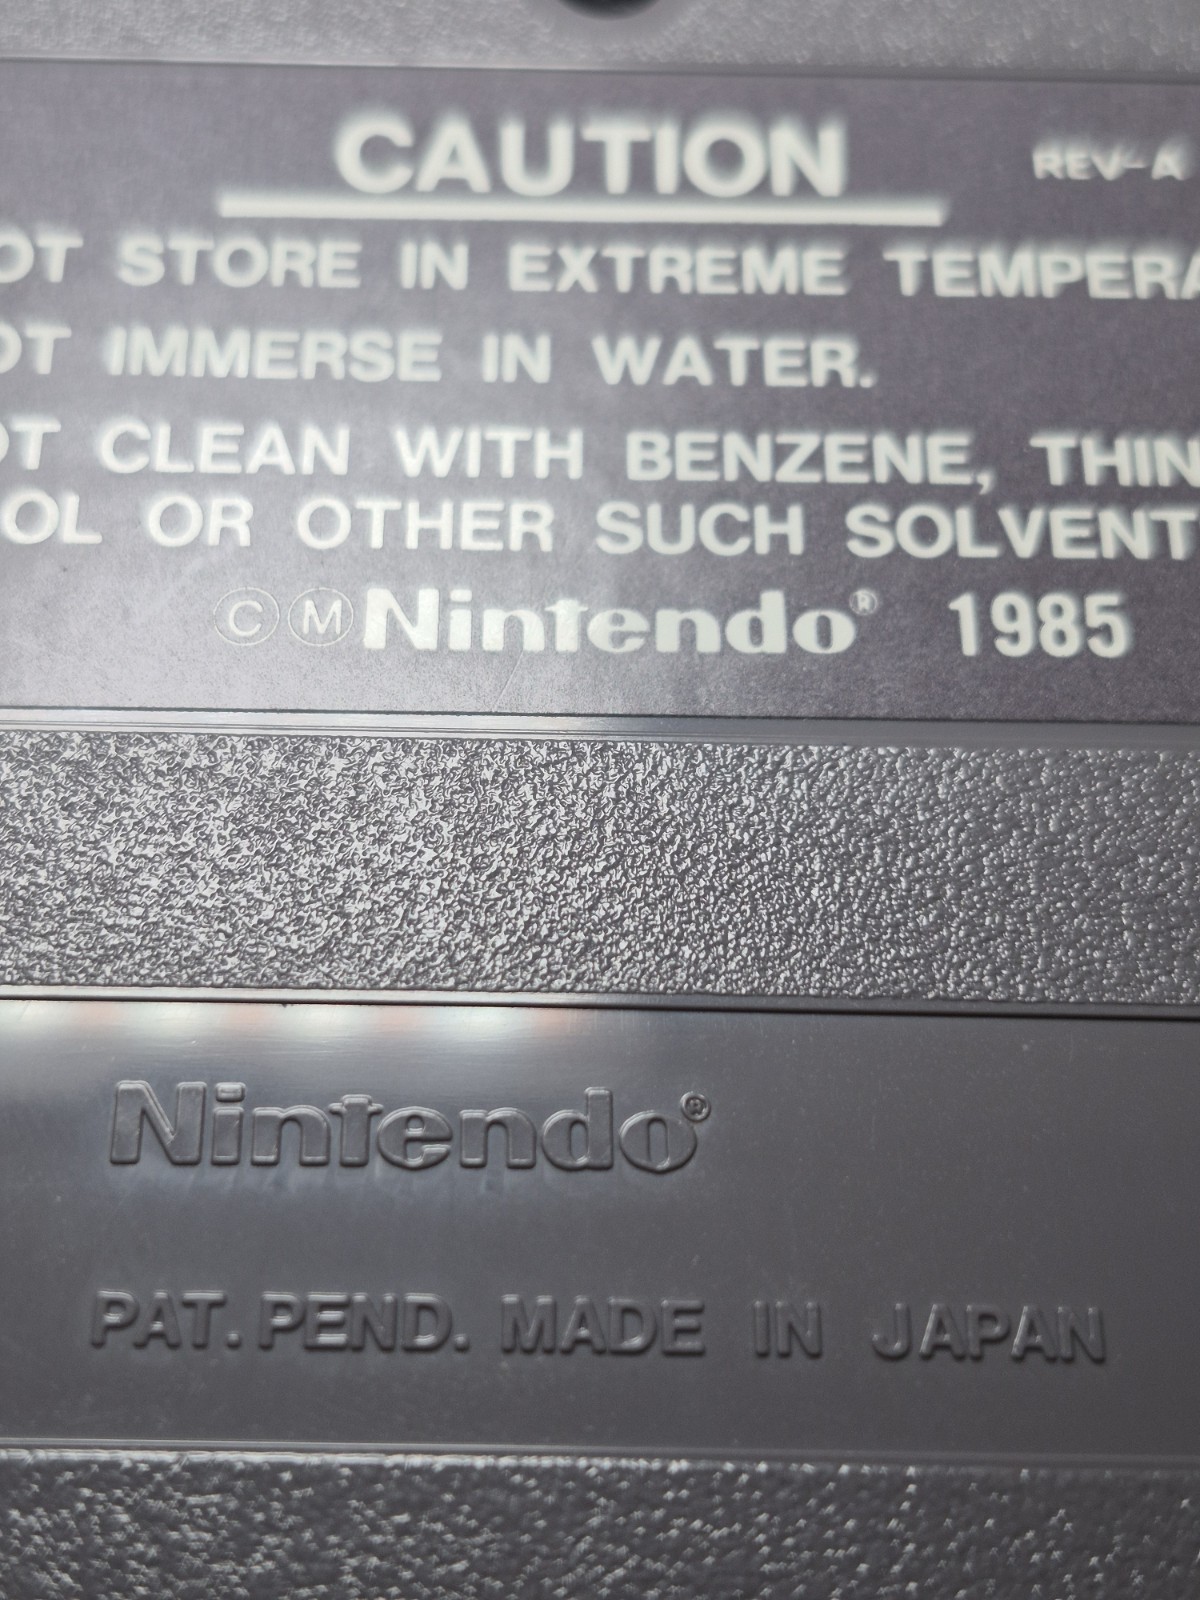 CAUTION REV-A
OT STORE IN EXTREME TEMPERA
OT IMMERSE IN WATER.
OT CLEAN WITH BENZENE, THIN
OL OR OTHER SUCH SOLVENT
ⒸⓂNintendo® 1985
Nintendo®
PAT. PEND. MADE IN JAPAN